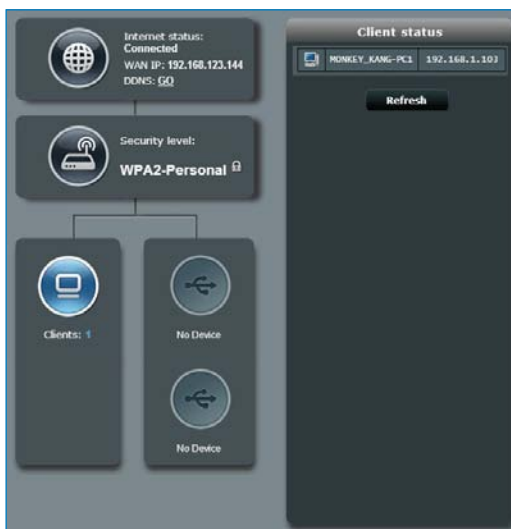 Internet status:
Connected
WAN IP: 192.168.123.144
DDNS: GO
Security level:
WPA2-Personal
Clients: 1
No Device
No Device
Client status
MONKEY_KANG-PC1 192.168.1.103
Refresh